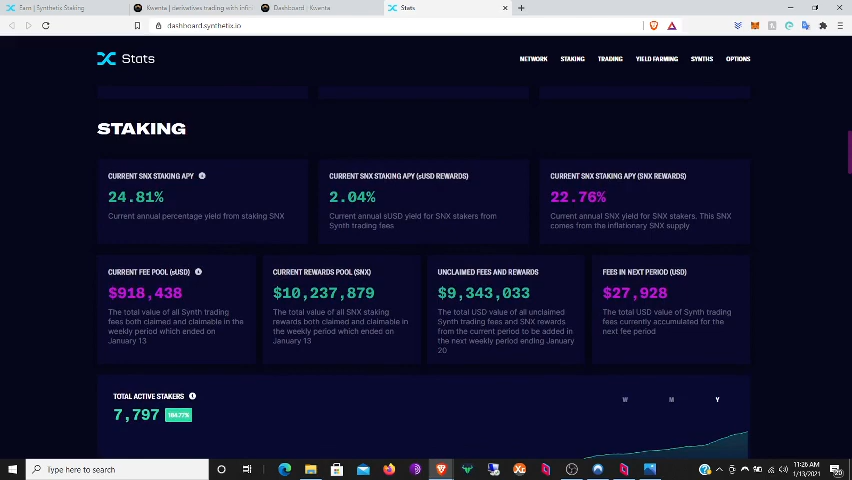 Earn | Synthetix Staking
Kwenta | derivatives trading with infi
Dashboard | Kwenta
Stats
dashboard.synthetix.io
Stats
NETWORK STAKING TRADING YIELD FARMING SYNTHS OPTIONS
STAKING
CURRENT SNX STAKING APY
24.81%
Current annual percentage yield from staking SNX
CURRENT SNX STAKING APY (sUSD REWARDS)
2.04%
Current annual sUSD yield for SNX stakers from
Synth trading fees
CURRENT SNX STAKING APY (SNX REWARDS)
22.76%
Current annual SNX yield for SNX stakers. This SNX
comes from the inflationary SNX supply
CURRENT FEE POOL (sUSD)
$918,438
The total value of all Synth trading
fees both claimed and claimable in the
weekly period which ended on
January 13
CURRENT REWARDS POOL (SNX)
$10,237,879
The total value of all SNX staking
rewards both claimed and claimable in
the weekly period which ended on
January 13
UNCLAIMED FEES AND REWARDS
$9,343,033
The total USD value of all unclaimed
Synth trading fees and SNX rewards
from the current period to be added in
the next weekly period ending January
20
FEES IN NEXT PERIOD (USD)
$27,928
The total USD value of Synth trading
fees currently accumulated for the
next fee period
TOTAL ACTIVE STAKERS
7,797
W M Y
Type here to search
11:26 AM
1/13/2021
20